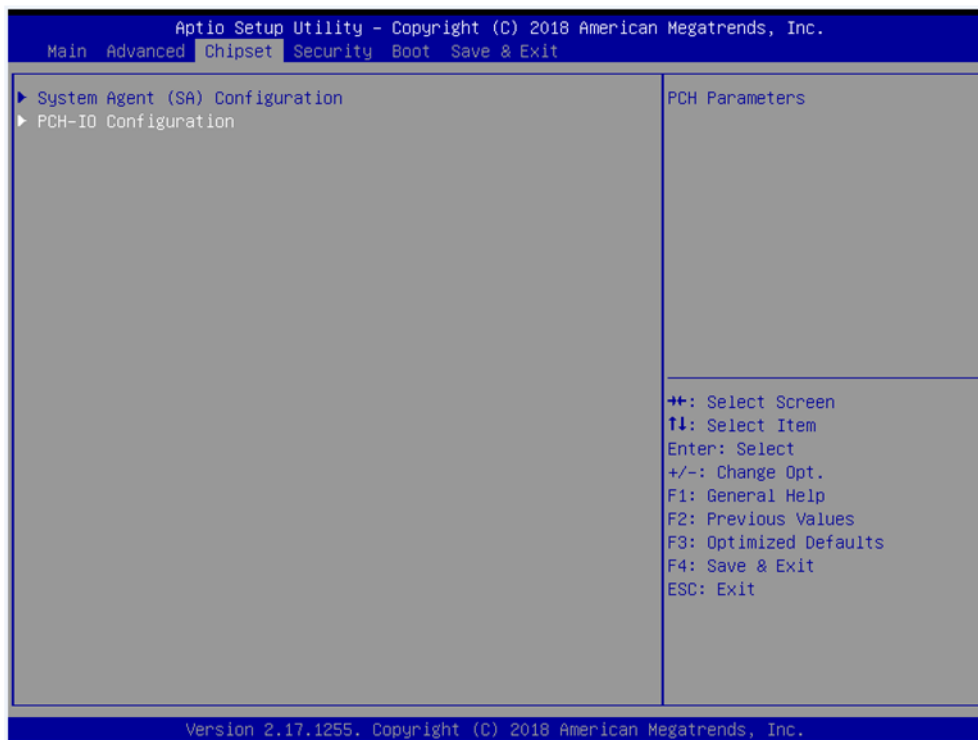 Aptio Setup Utility - Copyright (C) 2018 American Megatrends, Inc.
Main Advanced Chipset Security Boot Save & Exit
▶ System Agent (SA) Configuration
▶ PCH-IO Configuration
PCH Parameters
→←: Select Screen
↑↓: Select Item
Enter: Select
+/-: Change Opt.
F1: General Help
F2: Previous Values
F3: Optimized Defaults
F4: Save & Exit
ESC: Exit
Version 2.17.1255. Copyright (C) 2018 American Megatrends, Inc.